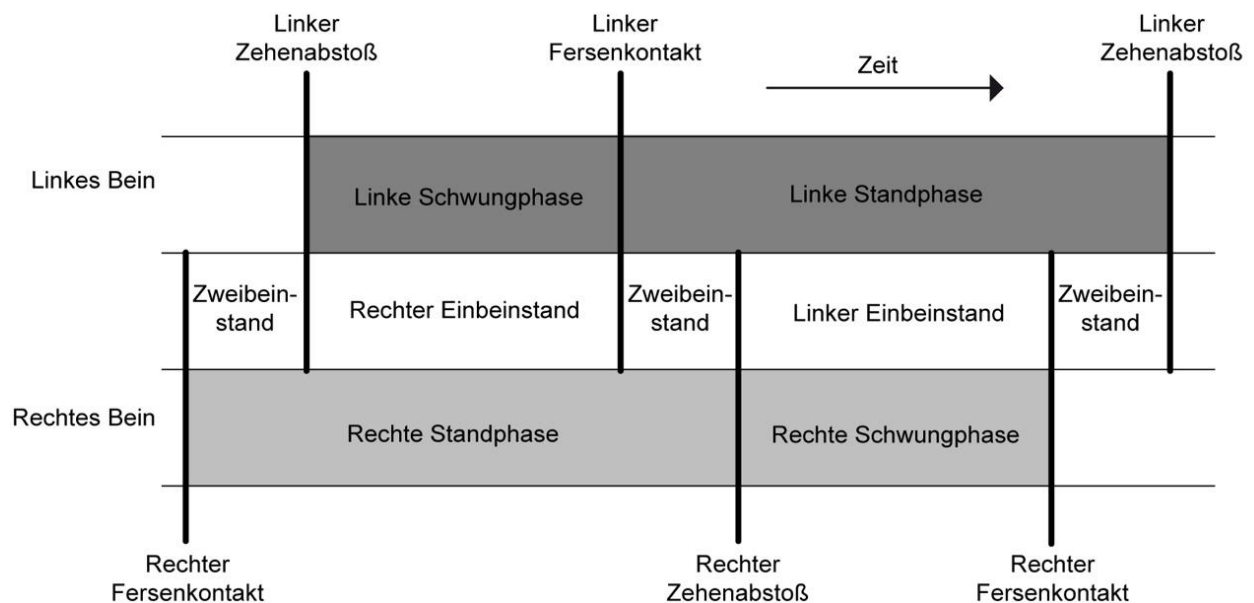 Linker
Zehenabstoß
Linker
Fersenkontakt
Zeit
Linker
Zehenabstoß
Linkes Bein
Linke Schwungphase
Linke Standphase
Zweibein-
stand
Rechter Einbeinstand
Zweibein-
stand
Linker Einbeinstand
Zweibein-
stand
Rechtes Bein
Rechte Standphase
Rechte Schwungphase
Rechter
Fersenkontakt
Rechter
Zehenabstoß
Rechter
Fersenkontakt